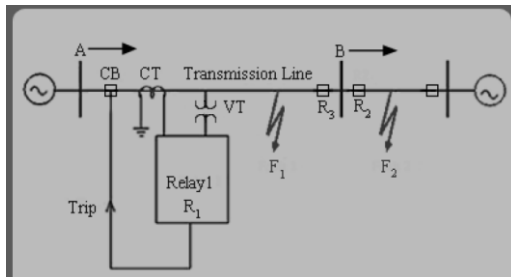 A B
CB CT Transmission Line
VT R₃ R₂
F₁ F₂
Relay1
R₁
Trip